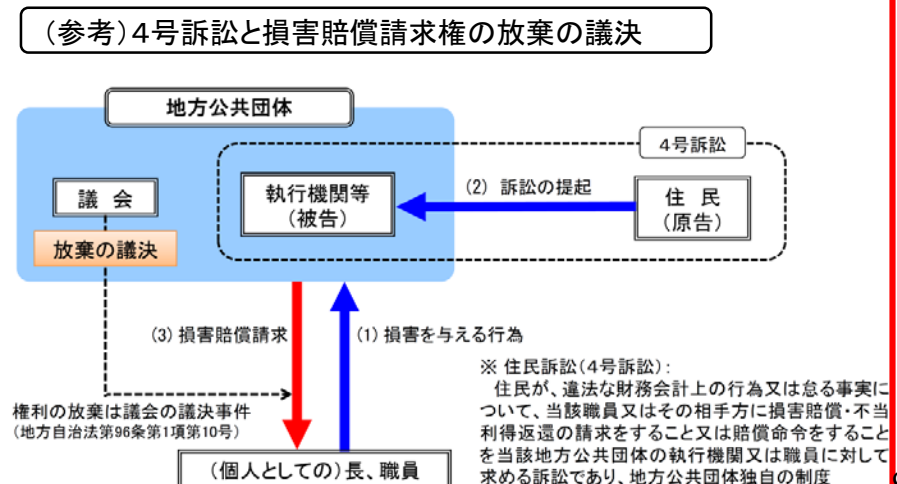 (参考)4号訴訟と損害賠償請求権の放棄の議決
地方公共団体
4号訴訟
議 会
執行機関等
(被告)
(2) 訴訟の提起
住 民
(原告)
放棄の議決
(3) 損害賠償請求
(1) 損害を与える行為
権利の放棄は議会の議決事件
(地方自治法第96条第1項第10号)
(個人としての)長、職員
※ 住民訴訟(4号訴訟):
住民が、違法な財務会計上の行為又は怠る事実に
ついて、当該職員又はその相手方に損害賠償・不当
利得返還の請求をすること又は賠償命令をすること
を当該地方公共団体の執行機関又は職員に対して
求める訴訟であり、地方公共団体独自の制度